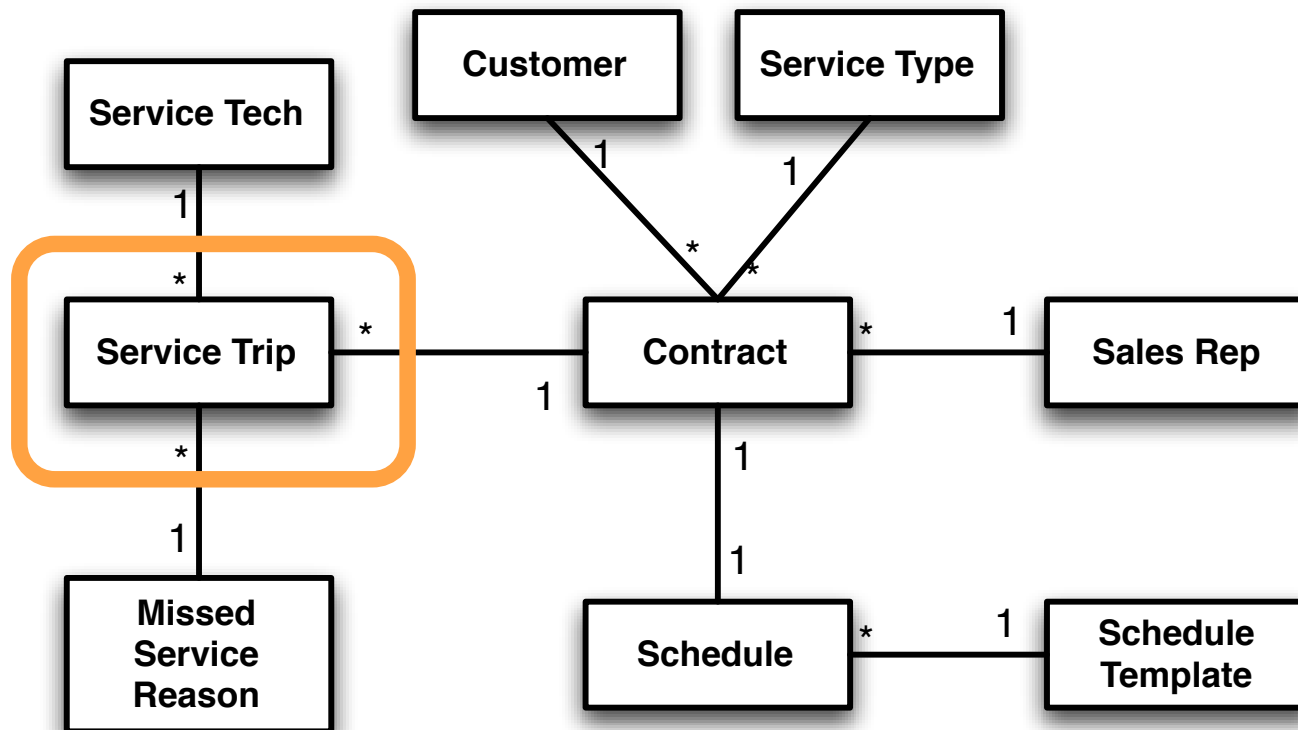 Customer
Service Type
Service Tech
1
1
1
*
*
*
Service Trip
*
1
Contract
*
1
Sales Rep
*
1
1
1
Missed
Service
Reason
Schedule
*
1
Schedule
Template